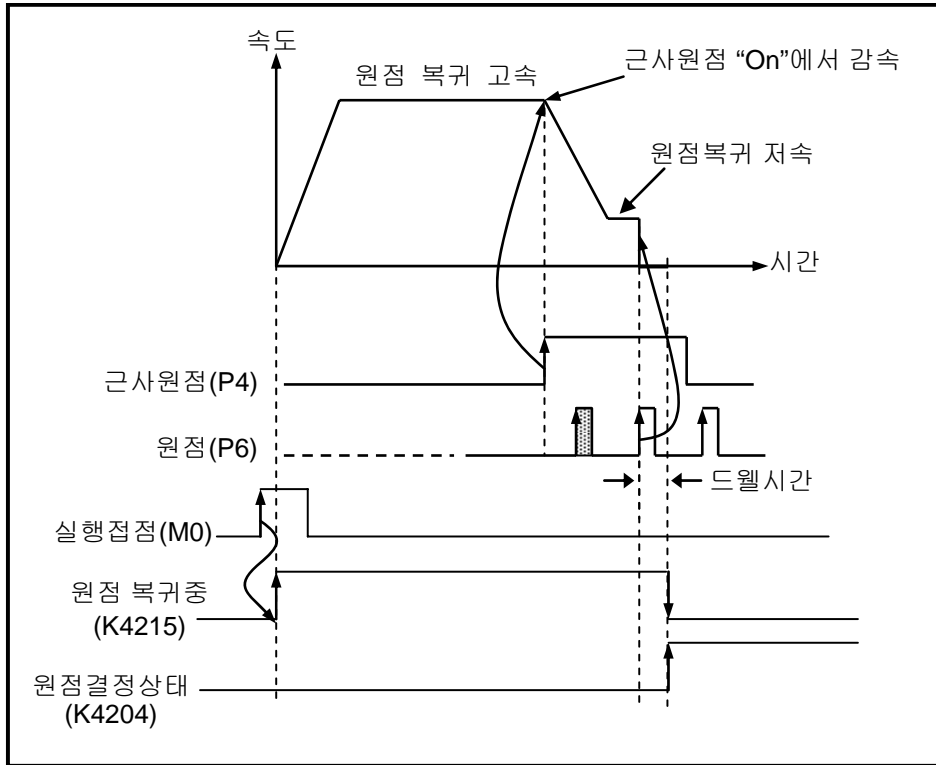 속도
원점 복귀 고속
근사원점 “On”에서 감속
원점복귀 저속
시간
근사원점(P4)
원점(P6)
드웰시간
실행접점(M0)
원점 복귀중
(K4215)
원점결정상태
(K4204)